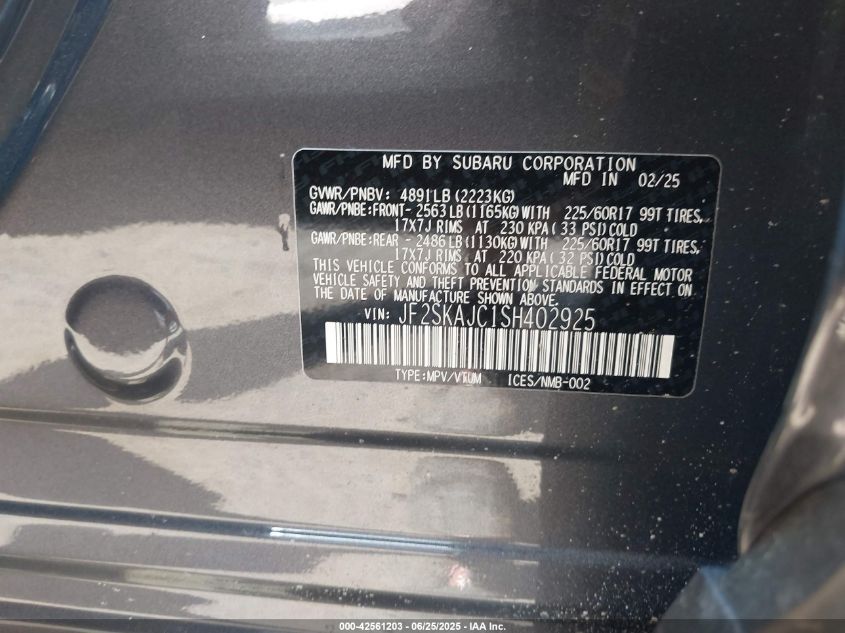 MFD BY SUBARU CORPORATION
MFD IN 02/25
GVWR/PNBV: 4891LB(2223KG)
GAWR/PNBE:FRONT- 2563LB(1165KG)WITH 225/60R17 99T TIRES,
17X7J RIMS AT 230 KPA(33 PSI)COLD
GAWR/PNBE:REAR - 2486LB(1130KG)WITH 225/60R17 99T TIRES,
17X7J RIMS AT 220 KPA(32 PSI)COLD
THIS VEHICLE CONFORMS TO ALL APPLICABLE FEDERAL MOTOR
VEHICLE SAFETY AND THEFT PREVENTION STANDARDS IN EFFECT ON
THE DATE OF MANUFACTURE SHOWN ABOVE.
VIN: JF2SKAJC1SH402925
TYPE:MPV/VTUM ICES/NMB-002
000-42561203 - 06/25/2025 - IAA Inc.